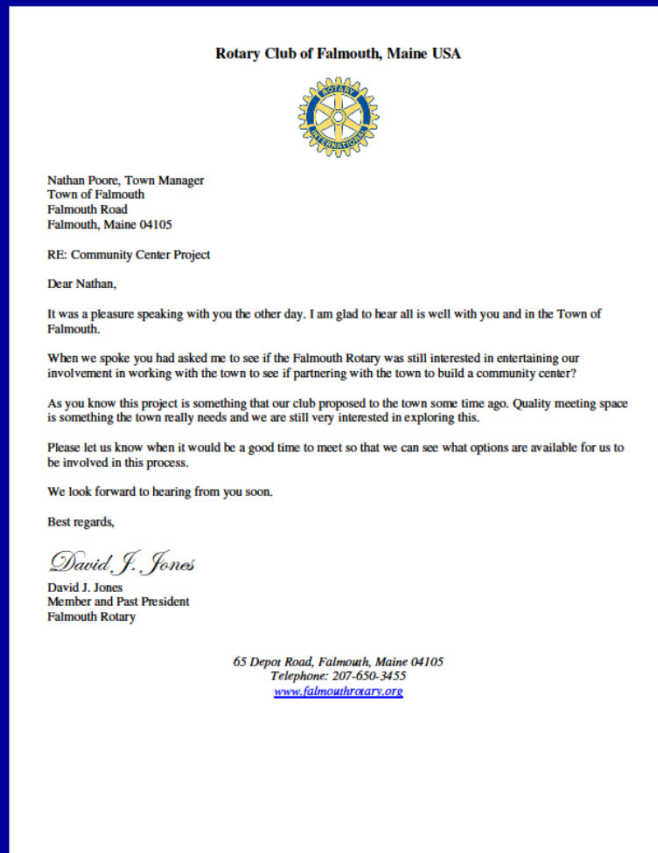 Rotary Club of Falmouth, Maine USA
ROTARY
INTERNATIONAL
Nathan Poore, Town Manager
Town of Falmouth
Falmouth Road
Falmouth, Maine 04105
RE: Community Center Project
Dear Nathan,
It was a pleasure speaking with you the other day. I am glad to hear all is well with you and in the Town of
Falmouth.
When we spoke you had asked me to see if the Falmouth Rotary was still interested in entertaining our
involvement in working with the town to see if partnering with the town to build a community center?
As you know this project is something that our club proposed to the town some time ago. Quality meeting space
is something the town really needs and we are still very interested in exploring this.
Please let us know when it would be a good time to meet so that we can see what options are available for us to
be involved in this process.
We look forward to hearing from you soon.
Best regards,
David J. Jones
David J. Jones
Member and Past President
Falmouth Rotary
65 Depot Road, Falmouth, Maine 04105
Telephone: 207-650-3455
www.falmouthrotary.org